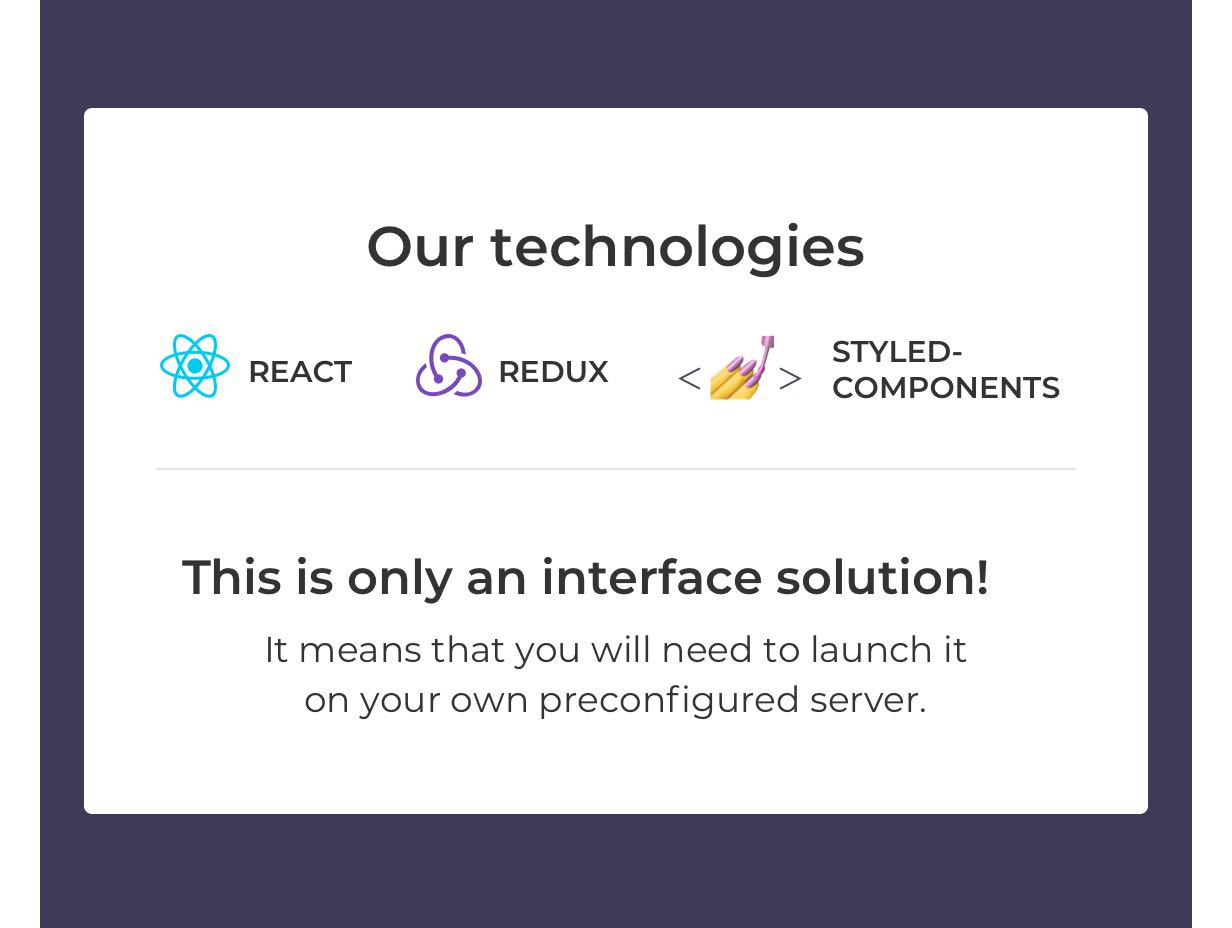 Our technologies
REACT
REDUX
< 💅 >
STYLED-
COMPONENTS
This is only an interface solution!
It means that you will need to launch it
on your own preconfigured server.